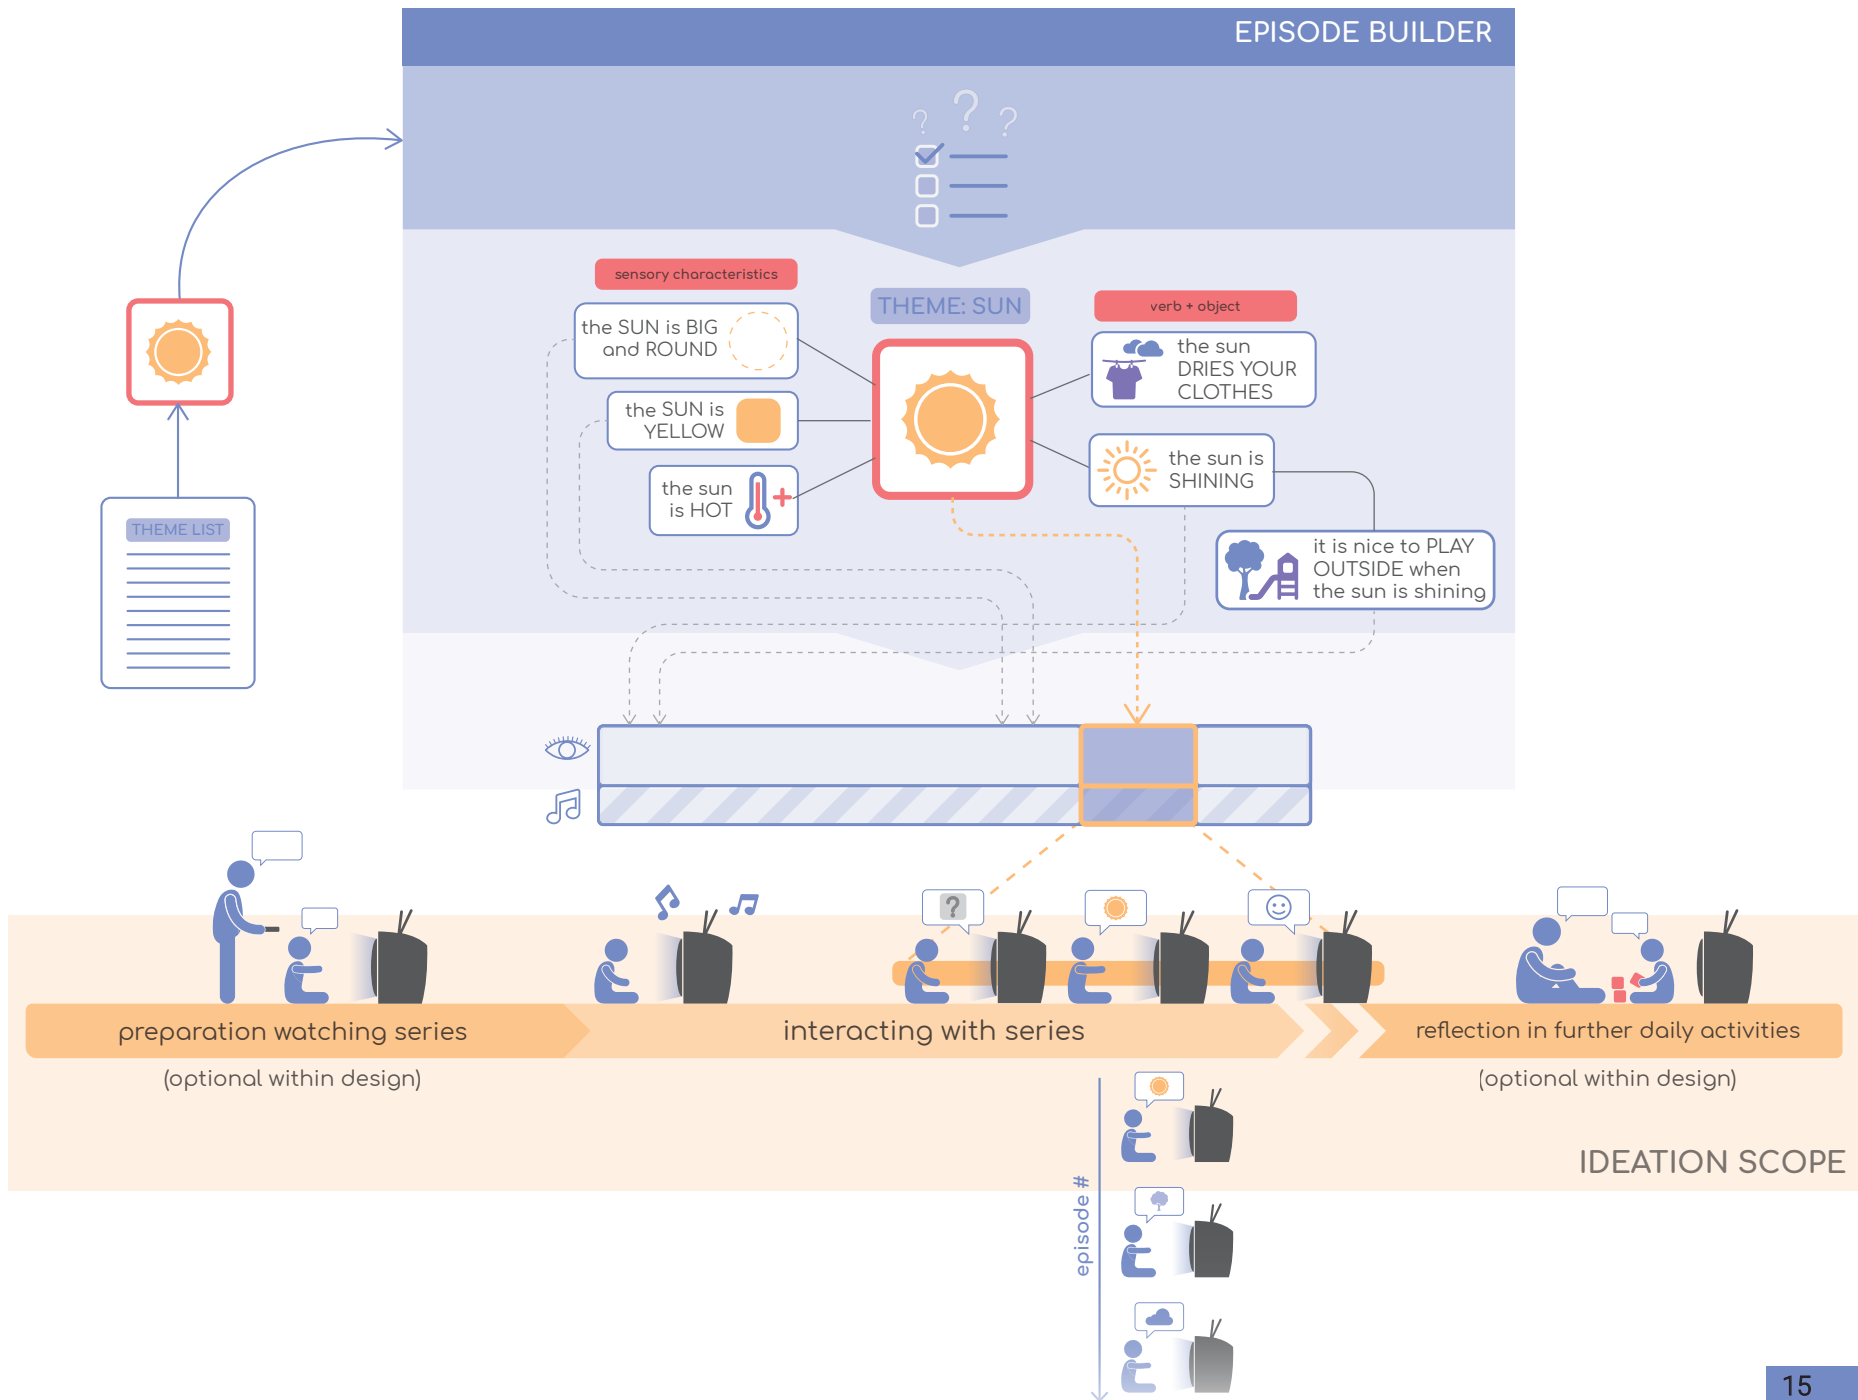 EPISODE BUILDER
sensory characteristics
THEME: SUN
verb + object
the SUN is BIG
and ROUND
the SUN is
YELLOW
the sun
is HOT
the sun
DRIES YOUR
CLOTHES
the sun is
SHINING
it is nice to PLAY
OUTSIDE when
the sun is shining
THEME LIST
?
?
?
?
preparation watching series
(optional within design)
interacting with series
reflection in further daily activities
(optional within design)
IDEATION SCOPE
episode #
15